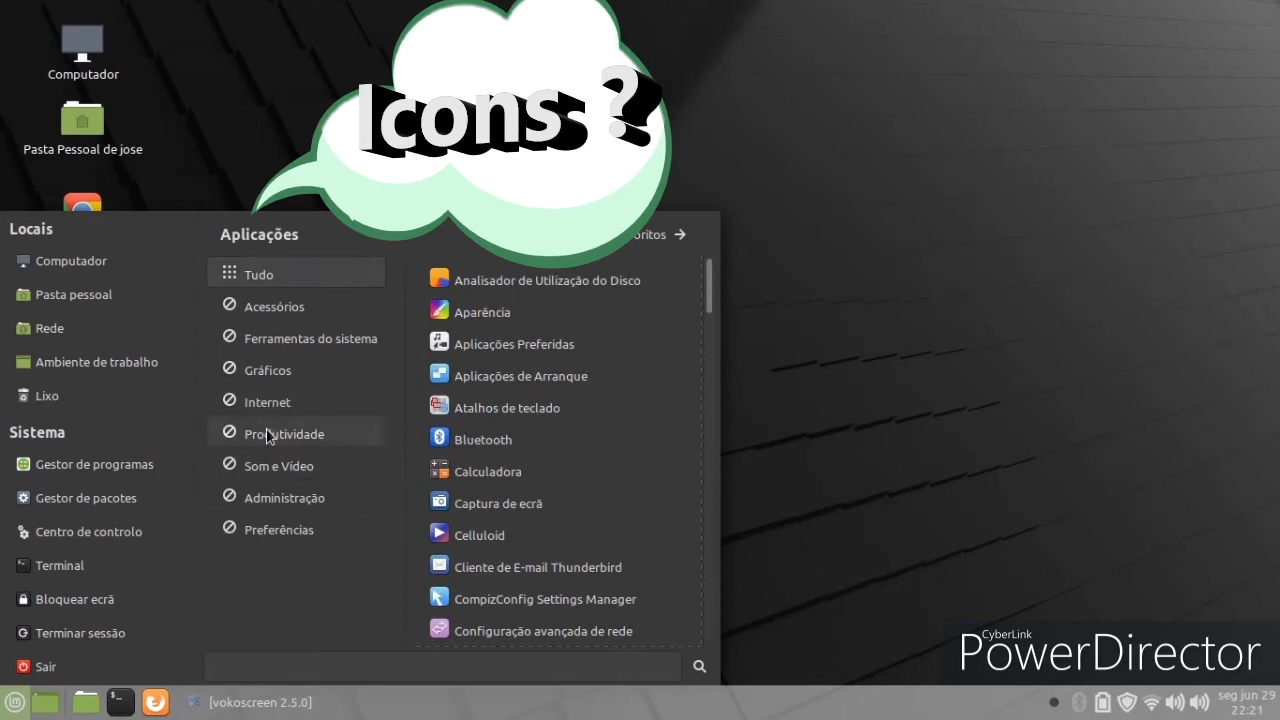 Computador
Pasta Pessoal de jose
Icons ?
Locais
Computador
Pasta pessoal
Rede
Ambiente de trabalho
Lixo
Sistema
Gestor de programas
Gestor de pacotes
Centro de controlo
Terminal
Bloquear ecrã
Terminar sessão
Sair
Aplicações
oritos
Tudo
Acessórios
Ferramentas do sistema
Gráficos
Internet
Produtividade
Som e Vídeo
Administração
Preferências
Analisador de Utilização do Disco
Aparência
Aplicações Preferidas
Aplicações de Arranque
Atalhos de teclado
Bluetooth
Calculadora
Captura de ecrã
Celluloid
Cliente de E-mail Thunderbird
CompizConfig Settings Manager
Configuração avançada de rede
CyberLink
PowerDirector
[vokoscreen 2.5.0]
seg jun 29
22:21